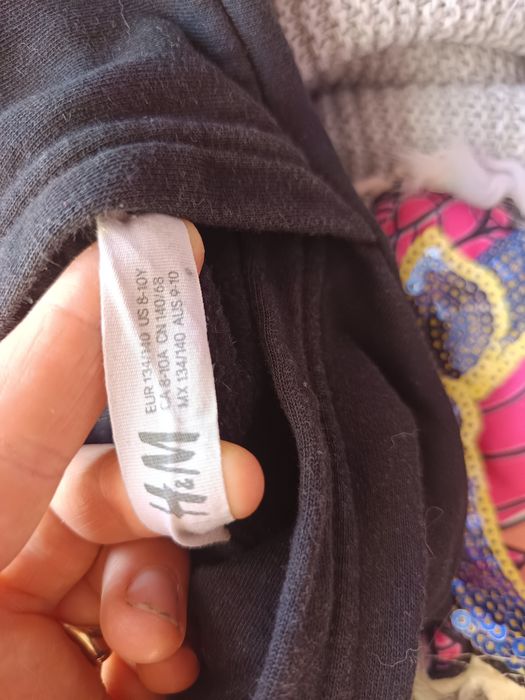 H&M
EUR 134/140 US 8-10Y
CA 8-10A CN 140/68
MX 134/140 AUS 9-10